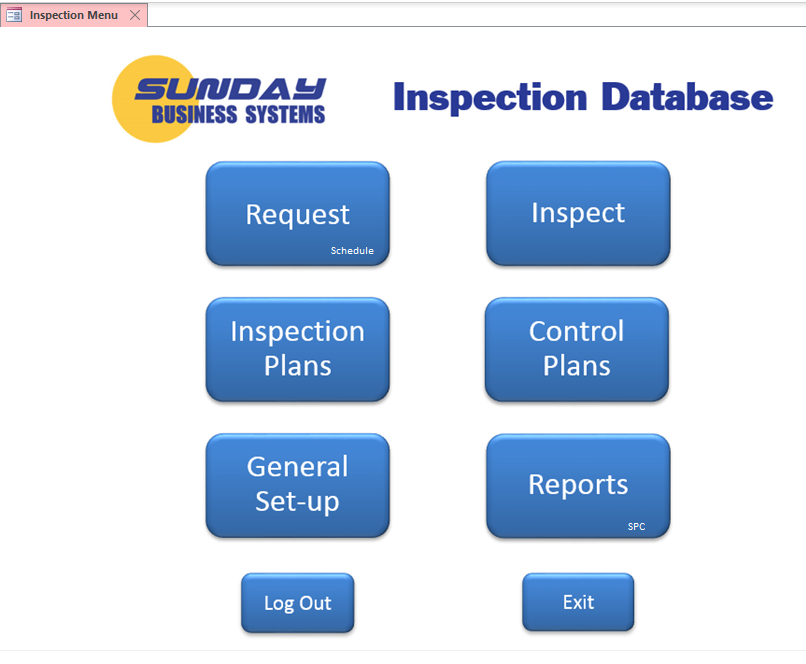 Inspection Menu
SUNDAY
BUSINESS SYSTEMS
Inspection Database
Request
Schedule
Inspect
Inspection
Plans
Control
Plans
General
Set-up
Reports
SPC
Log Out
Exit